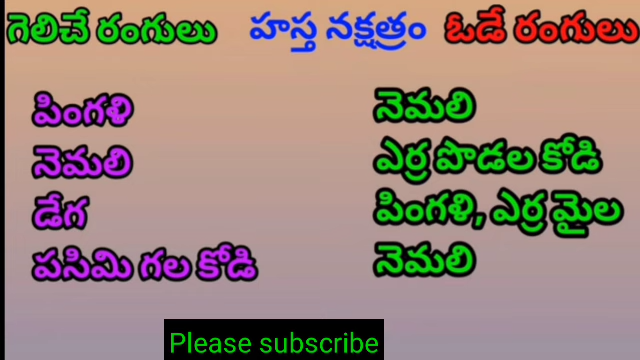 గెలిచే రంగులు హస్త నక్షత్రం ఓడే రంగులు
పింగళి నెమలి
నెమలి ఎర్ర పొడల కోడి
డేగ పింగళి, ఎర్ర మైల
పసిమి గల కోడి నెమలి
Please subscribe